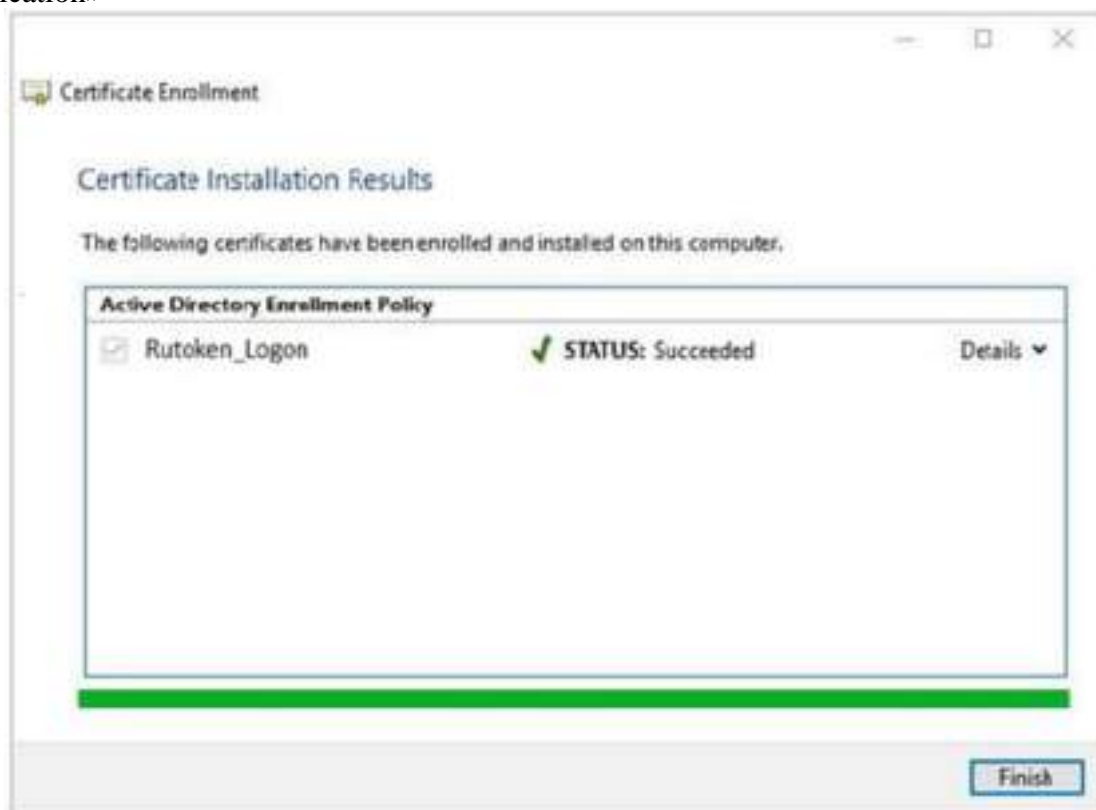 Certificate Enrollment
Certificate Installation Results
The following certificates have been enrolled and installed on this computer.
Active Directory Enrollment Policy
Rutoken_Logon STATUS: Succeeded Details
Finish